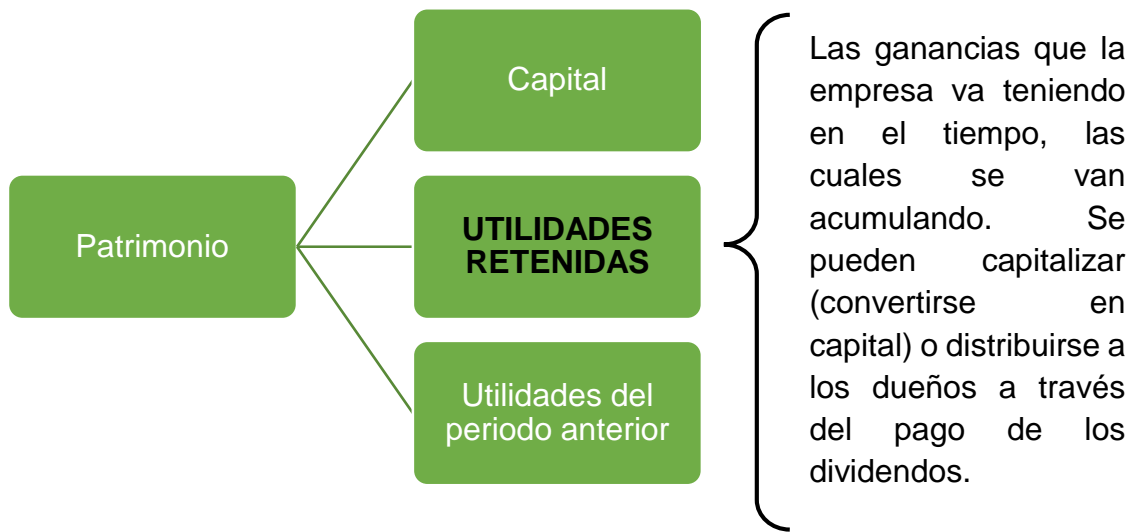 Patrimonio
Capital
UTILIDADES
RETENIDAS
Utilidades del
periodo anterior
Las ganancias que la
empresa va teniendo
en el tiempo, las
cuales se van
acumulando. Se
pueden capitalizar
(convertirse en
capital) o distribuirse a
los dueños a través
del pago de los
dividendos.